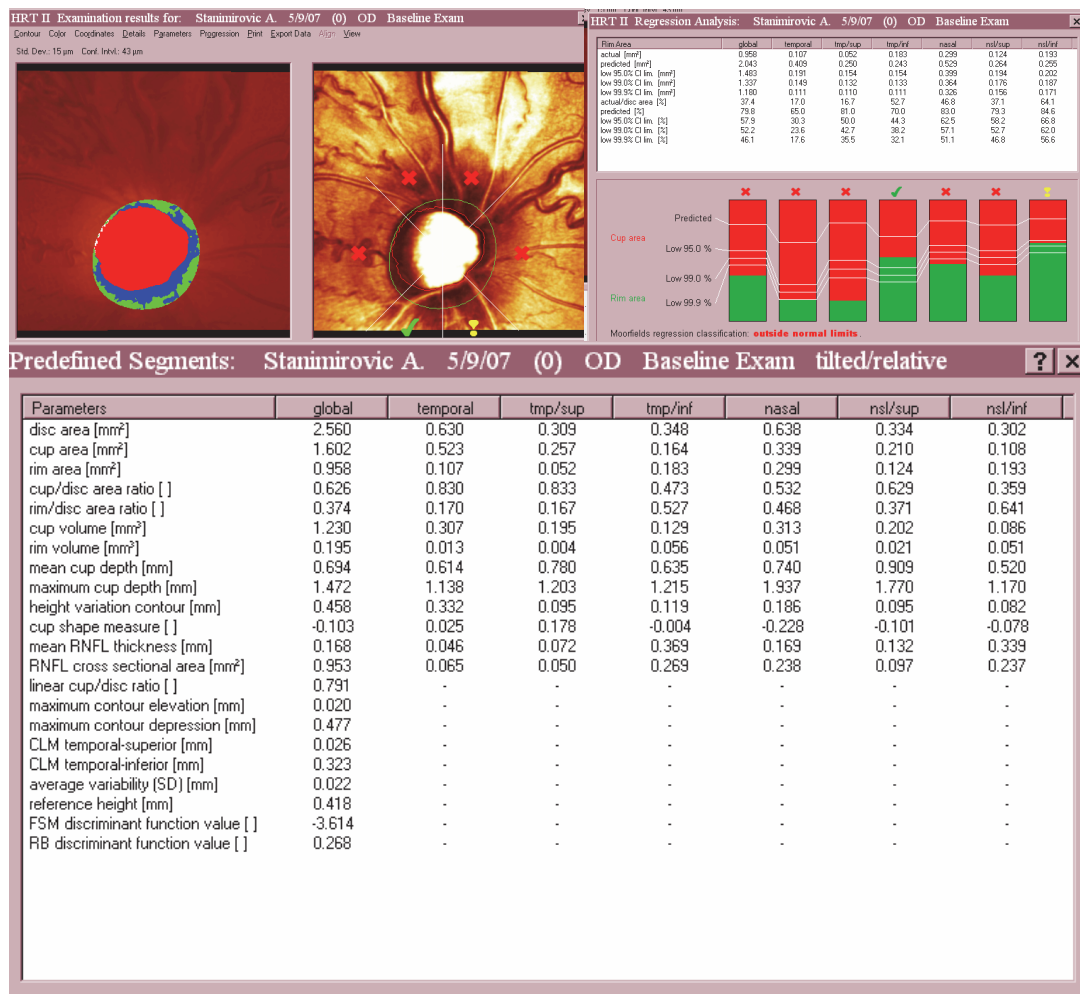 HRT II Examination results for: Stanimirovic A. 5/9/07 (0) OD Baseline Exam
Contour Color Coordinates Details Parameters Progression Print Export Data Align View
Std. Dev.: 15 µm Conf. Intvl.: 43 µm
HRT II Regression Analysis: Stanimirovic A. 5/9/07 (0) OD Baseline Exam
Rim Area global temporal tmp/sup tmp/inf nasal nsl/sup nsl/inf
actual [mm²] 0.958 0.107 0.052 0.183 0.299 0.124 0.193
predicted [mm²] 2.043 0.409 0.250 0.243 0.529 0.264 0.255
low 95.0% CI lim. [mm²] 1.483 0.191 0.154 0.154 0.399 0.194 0.202
low 99.0% CI lim. [mm²] 1.337 0.149 0.132 0.133 0.364 0.176 0.187
low 99.9% CI lim. [mm²] 1.180 0.111 0.110 0.111 0.326 0.156 0.171
actual/disc area [%] 37.4 17.0 16.7 52.7 46.8 37.1 64.1
predicted [%] 79.8 65.0 81.0 70.0 83.0 79.3 84.6
low 95.0% CI lim. [%] 57.9 30.3 50.0 44.3 62.5 58.2 66.8
low 99.0% CI lim. [%] 52.2 23.6 42.7 38.2 57.1 52.7 62.0
low 99.9% CI lim. [%] 46.1 17.6 35.5 32.1 51.1 46.8 56.6
Predicted
Cup area
Low 95.0 %
Low 99.0 %
Rim area
Low 99.9 %
Moorfields regression classification: outside normal limits.
Predefined Segments: Stanimirovic A. 5/9/07 (0) OD Baseline Exam tilted/relative ? ×
Parameters global temporal tmp/sup tmp/inf nasal nsl/sup nsl/inf
disc area [mm²] 2.560 0.630 0.309 0.348 0.638 0.334 0.302
cup area [mm²] 1.602 0.523 0.257 0.164 0.339 0.210 0.108
rim area [mm²] 0.958 0.107 0.052 0.183 0.299 0.124 0.193
cup/disc area ratio [ ] 0.626 0.830 0.833 0.473 0.532 0.629 0.359
rim/disc area ratio [ ] 0.374 0.170 0.167 0.527 0.468 0.371 0.641
cup volume [mm³] 1.230 0.307 0.195 0.129 0.313 0.202 0.086
rim volume [mm³] 0.195 0.013 0.004 0.056 0.051 0.021 0.051
mean cup depth [mm] 0.694 0.614 0.780 0.635 0.740 0.909 0.520
maximum cup depth [mm] 1.472 1.138 1.203 1.215 1.937 1.770 1.170
height variation contour [mm] 0.458 0.332 0.095 0.119 0.186 0.095 0.082
cup shape measure [ ] -0.103 0.025 0.178 -0.004 -0.228 -0.101 -0.078
mean RNFL thickness [mm] 0.168 0.046 0.072 0.369 0.169 0.132 0.339
RNFL cross sectional area [mm²] 0.953 0.065 0.050 0.269 0.238 0.097 0.237
linear cup/disc ratio [ ] 0.791 - - - - - -
maximum contour elevation [mm] 0.020 - - - - - -
maximum contour depression [mm] 0.477 - - - - - -
CLM temporal-superior [mm] 0.026 - - - - - -
CLM temporal-inferior [mm] 0.323 - - - - - -
average variability (SD) [mm] 0.022 - - - - - -
reference height [mm] 0.418 - - - - - -
FSM discriminant function value [ ] -3.614 - - - - - -
RB discriminant function value [ ] 0.268 - - - - - -